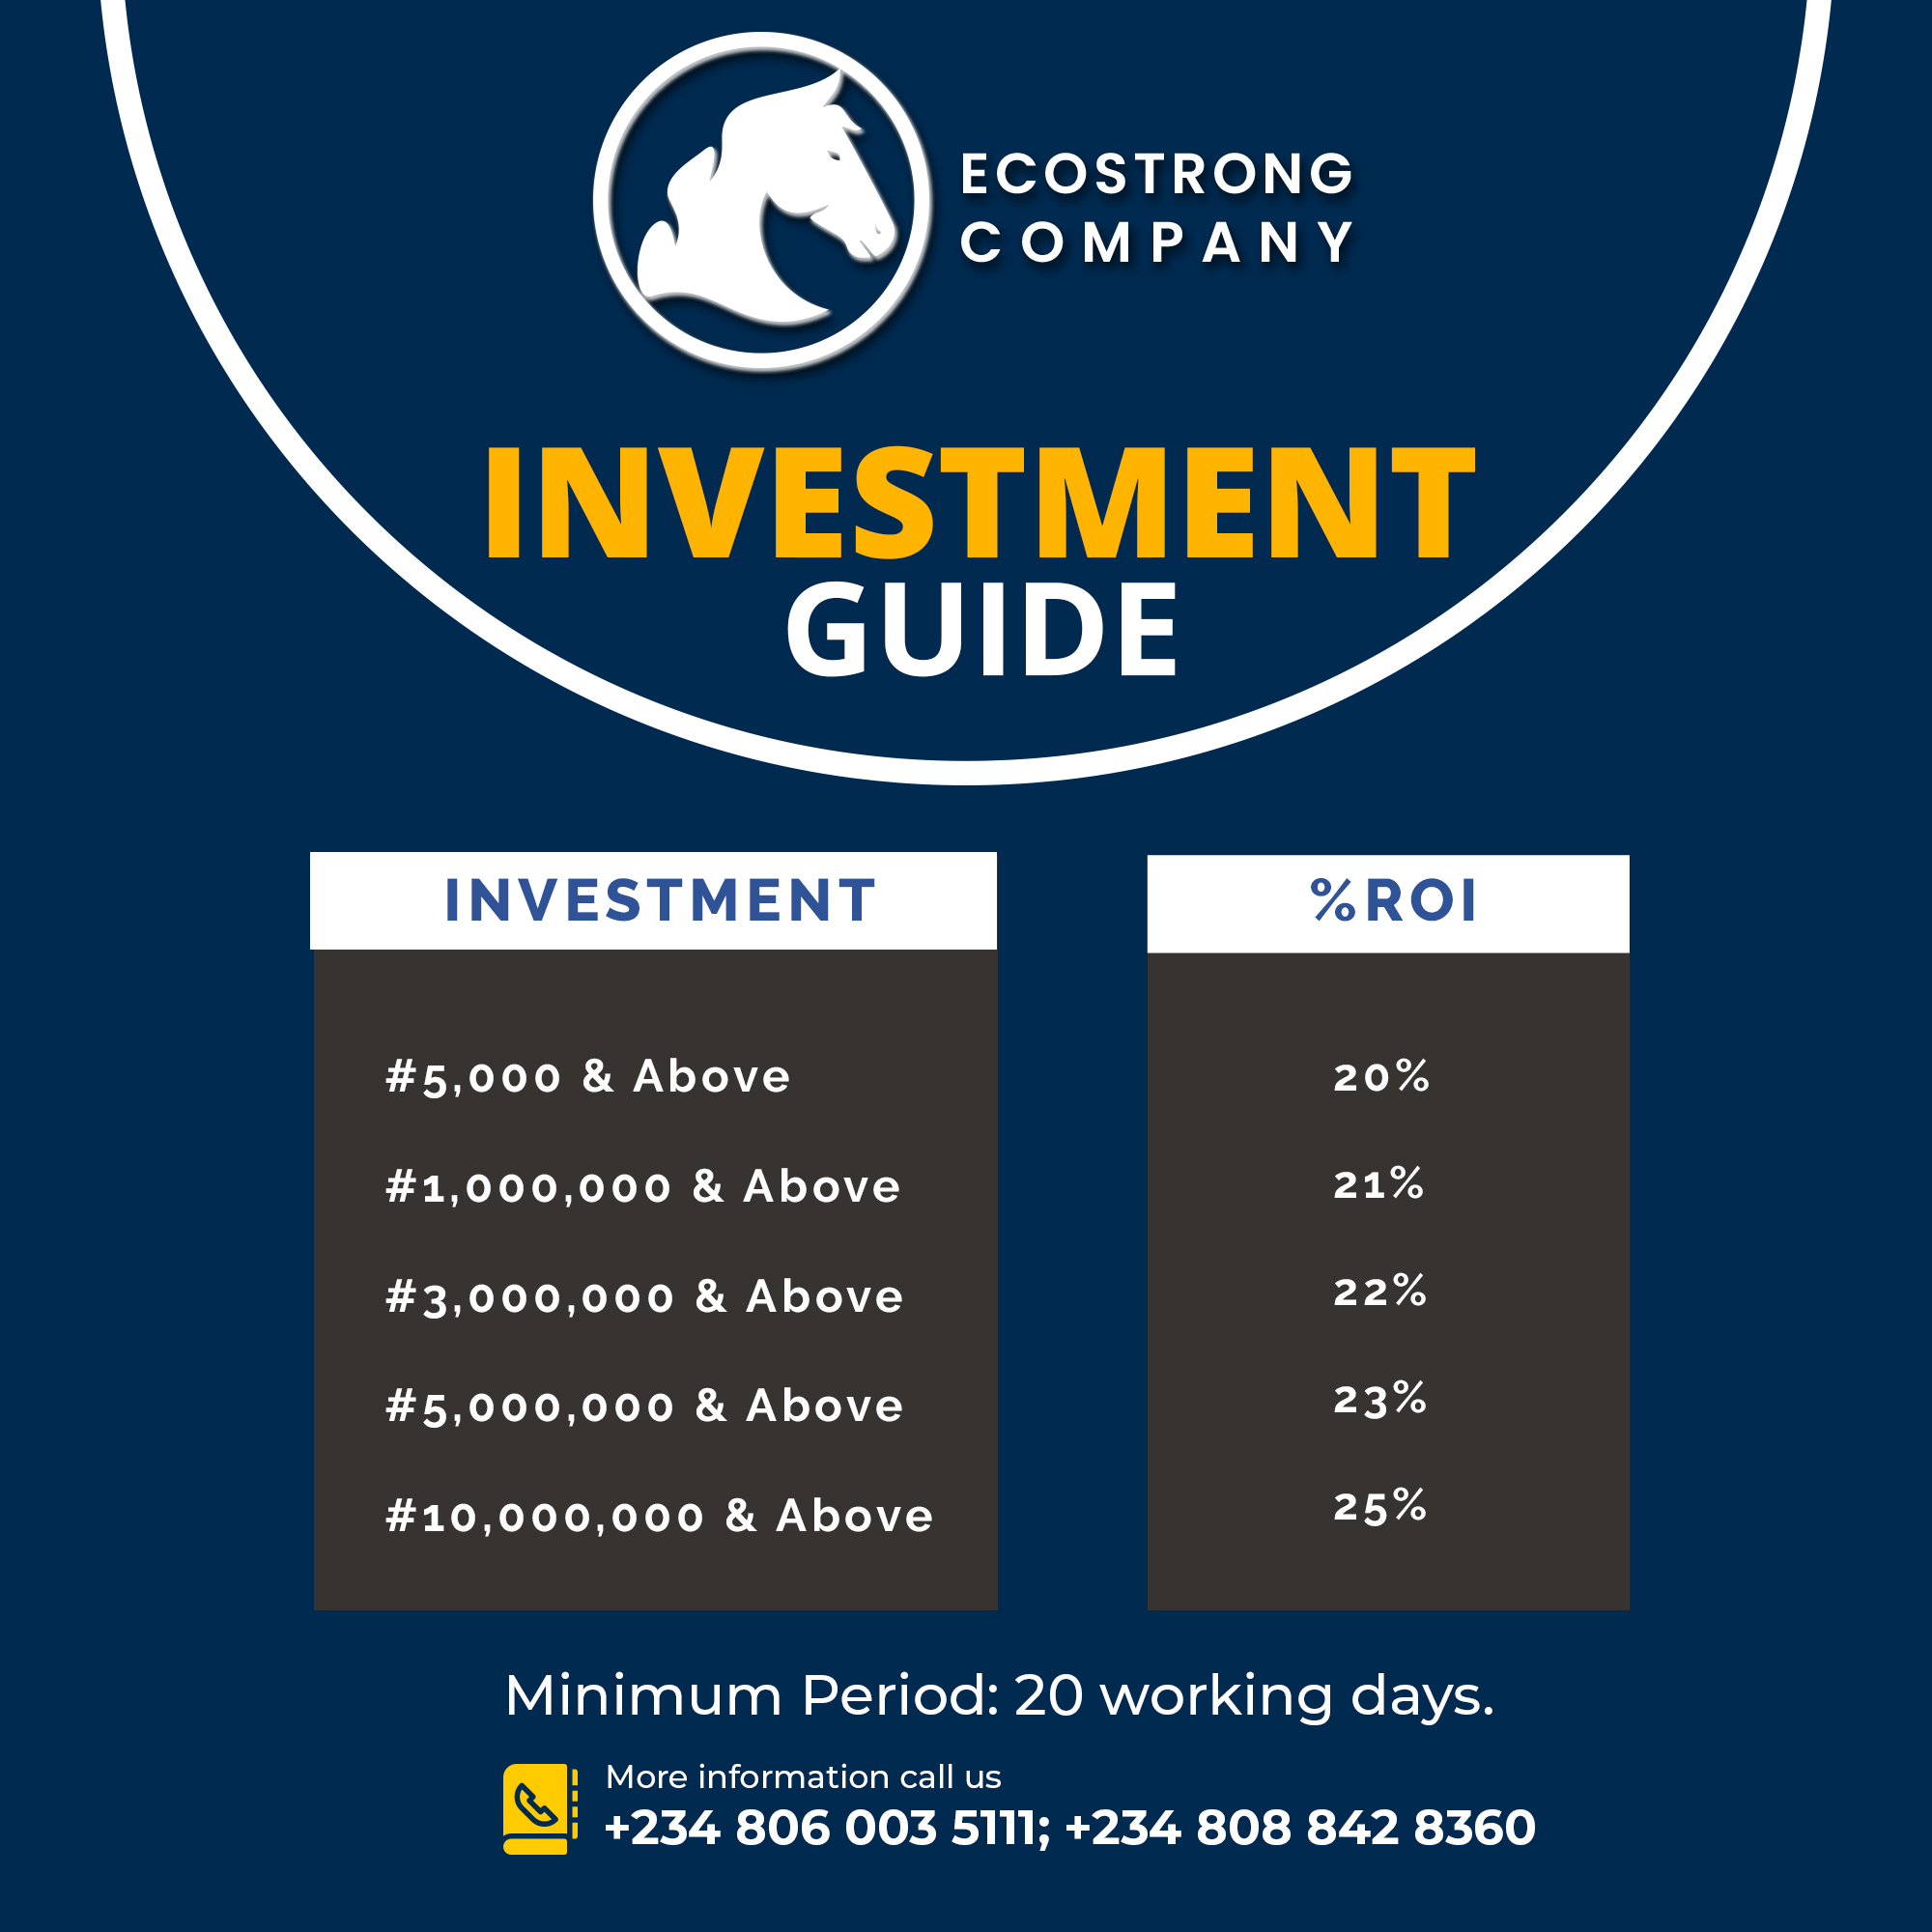 ECOSTRONG
COMPANY
INVESTMENT
GUIDE
INVESTMENT
%ROI
#5,000 & Above
20%
#1,000,000 & Above
21%
#3,000,000 & Above
22%
#5,000,000 & Above
23%
#10,000,000 & Above
25%
Minimum Period: 20 working days.
More information call us
+234 806 003 5111; +234 808 842 8360